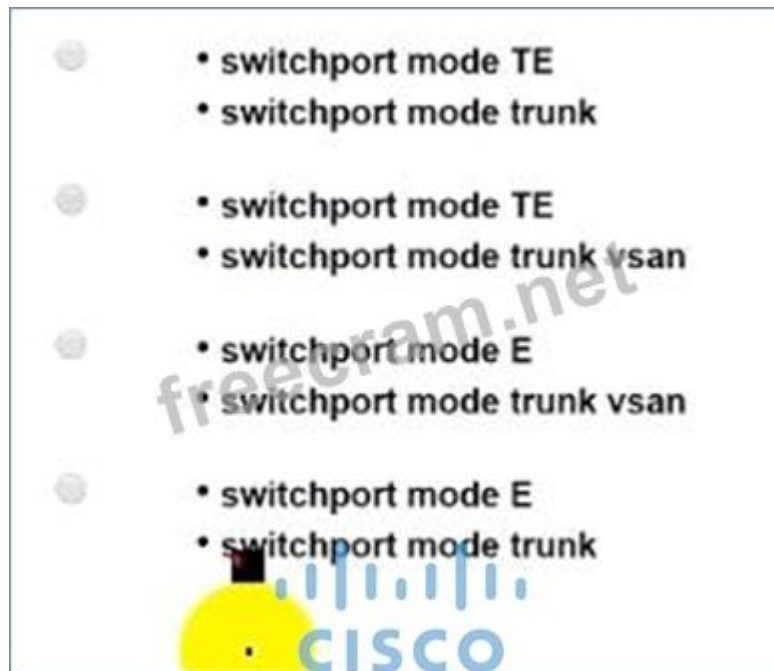 • switchport mode TE
• switchport mode trunk
• switchport mode TE
• switchport mode trunk vsan
freecram.net
• switchport mode E
• switchport mode trunk vsan
• switchport mode E
• switchport mode trunk
CISCO